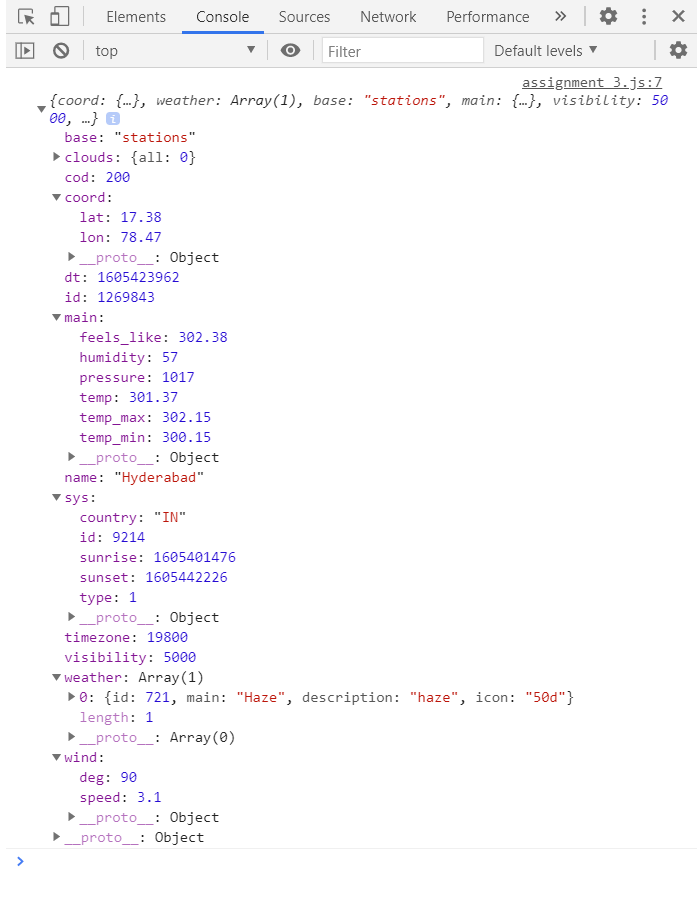 Elements Console Sources Network Performance »
top Filter Default levels
assignment 3.js:7
{coord: {…}, weather: Array(1), base: "stations", main: {…}, visibility: 50
00, …} i
base: "stations"
clouds: {all: 0}
cod: 200
coord:
lat: 17.38
lon: 78.47
__proto__: Object
dt: 1605423962
id: 1269843
main:
feels_like: 302.38
humidity: 57
pressure: 1017
temp: 301.37
temp_max: 302.15
temp_min: 300.15
__proto__: Object
name: "Hyderabad"
sys:
country: "IN"
id: 9214
sunrise: 1605401476
sunset: 1605442226
type: 1
__proto__: Object
timezone: 19800
visibility: 5000
weather: Array(1)
0: {id: 721, main: "Haze", description: "haze", icon: "50d"}
length: 1
__proto__: Array(0)
wind:
deg: 90
speed: 3.1
__proto__: Object
__proto__: Object